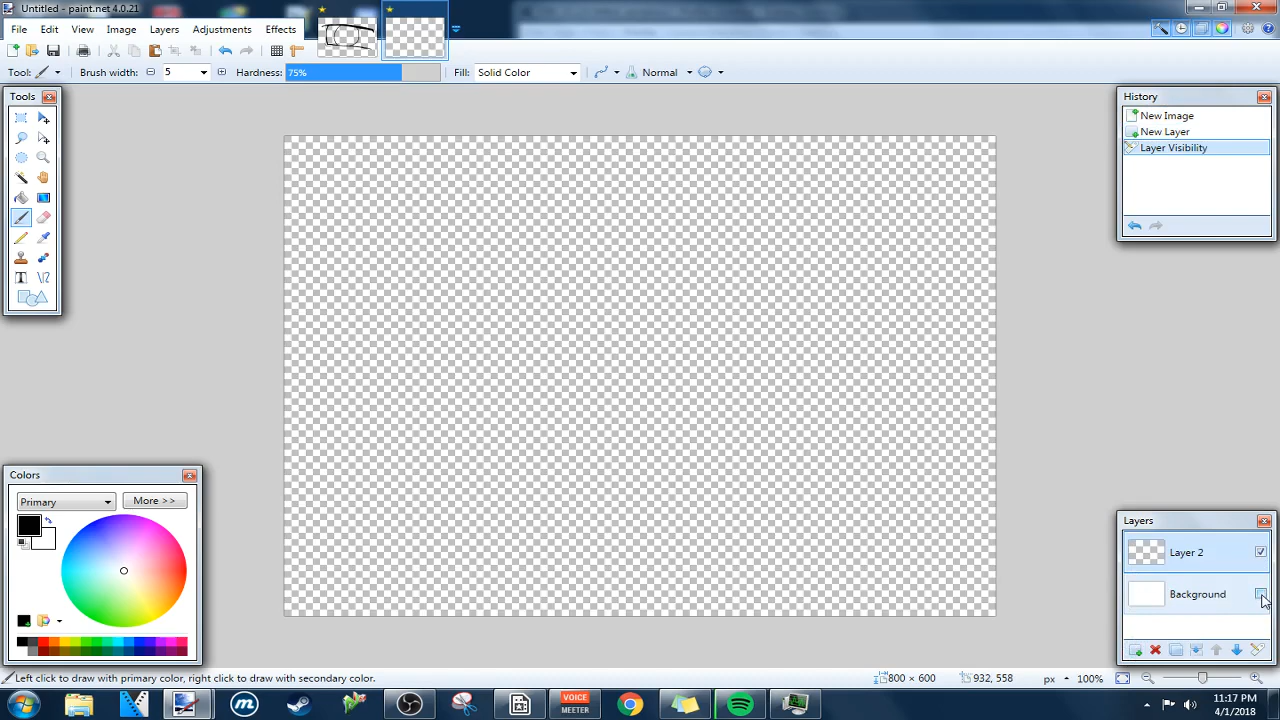 Untitled - paint.net 4.0.21
File Edit View Image Layers Adjustments Effects
Tool: Brush width: 5 Hardness: 75% Fill: Solid Color Normal
Tools
History
New Image
New Layer
Layer Visibility
Colors
Primary More >>
Layers
Layer 2
Background
Left click to draw with primary color, right click to draw with secondary color. 800 × 600 932, 558 px 100%
VOICE
MEETER
11:17 PM
4/1/2018